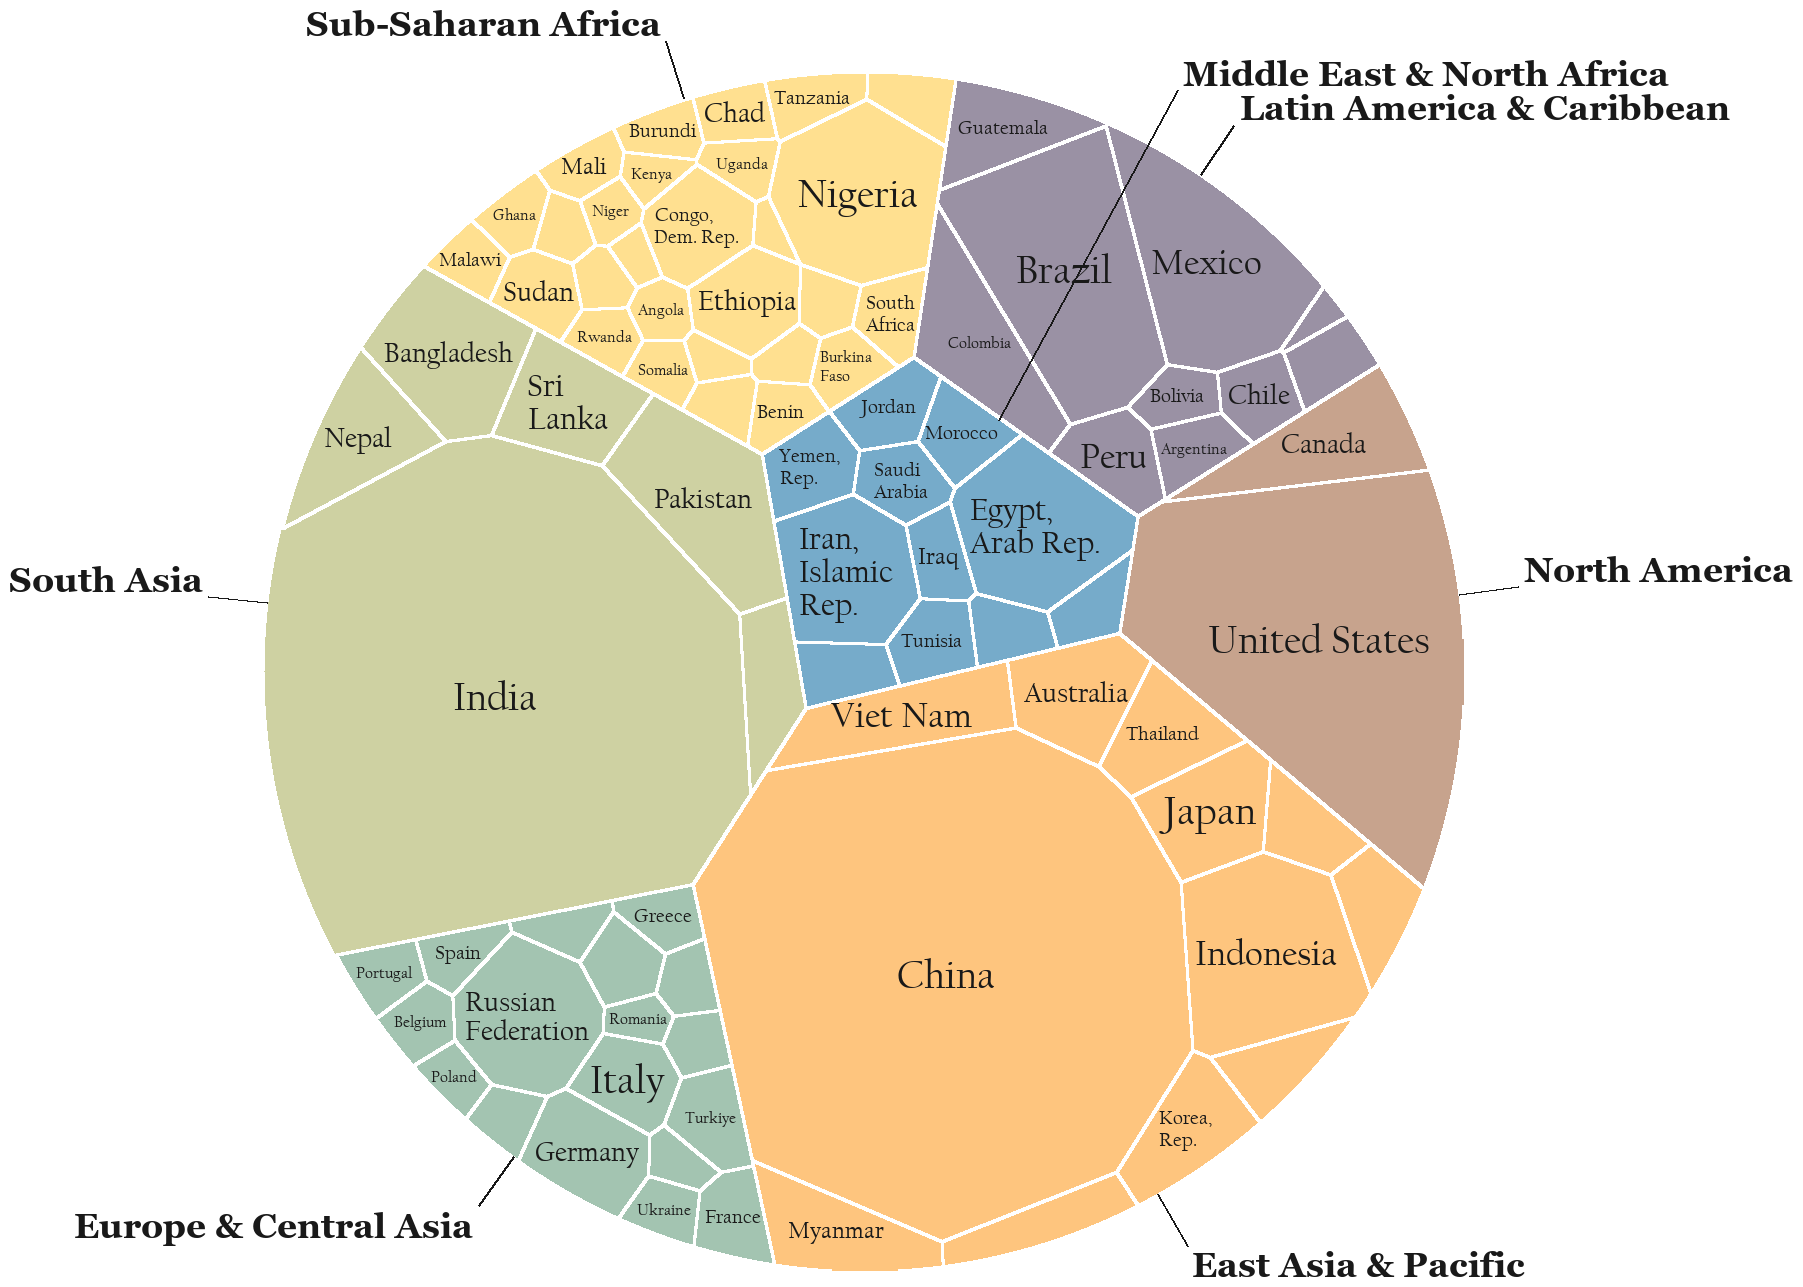 Sub-Saharan Africa
Middle East & North Africa
Latin America & Caribbean
Tanzania
Chad
Burundi
Guatemala
Mali
Uganda
Kenya
Nigeria
Ghana
Niger
Congo,
Dem. Rep.
Malawi
Sudan
Ethiopia
Angola
South
Africa
Rwanda
Somalia
Burkina
Faso
Benin
Brazil
Mexico
Colombia
Bolivia
Chile
Peru
Argentina
Canada
Bangladesh
Sri
Lanka
Nepal
Pakistan
Jordan
Morocco
Yemen,
Rep.
Saudi
Arabia
Egypt,
Arab Rep.
Iran,
Islamic
Rep.
Iraq
Tunisia
South Asia
North America
United States
India
Viet Nam
Australia
Thailand
Japan
Indonesia
China
Korea,
Rep.
Myanmar
Greece
Spain
Portugal
Russian
Federation
Belgium
Romania
Poland
Italy
Turkiye
Germany
Ukraine
France
Europe & Central Asia
East Asia & Pacific